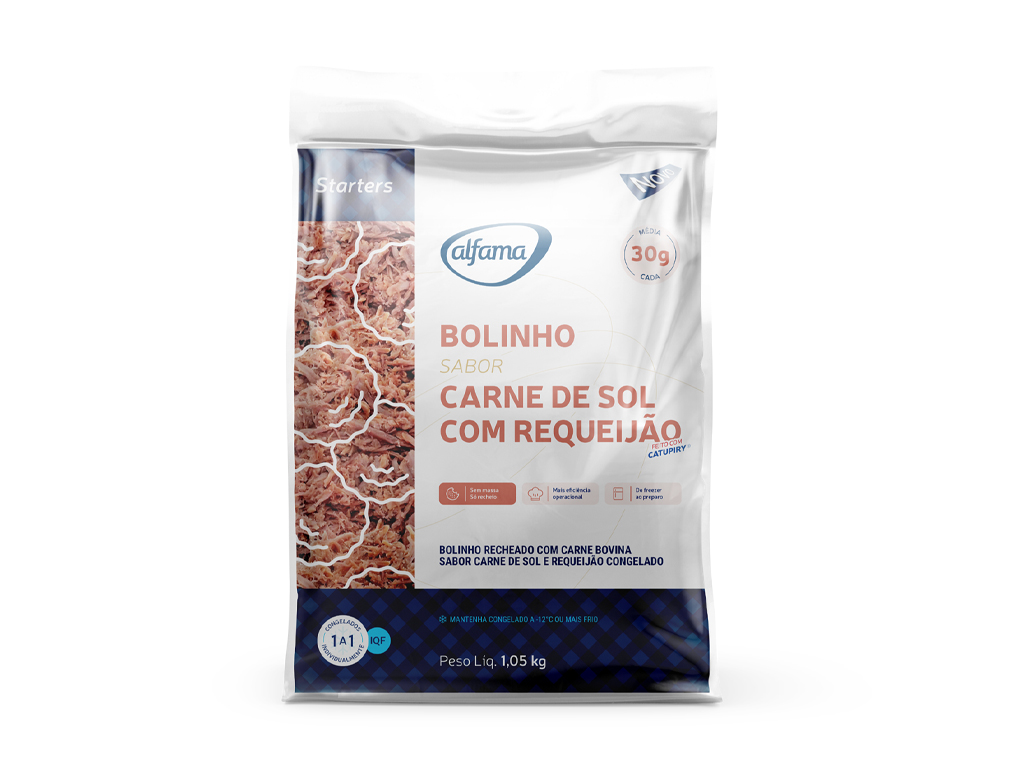 Starters
NOVO
alfama
MÉDIA
30g
CADA
BOLINHO
SABOR
CARNE DE SOL
COM REQUEIJÃO
FEITO COM
CATUPIRY®
Sem massa
Só recheio
Mais eficiência
operacional
Do freezer
ao preparo
BOLINHO RECHEADO COM CARNE BOVINA
SABOR CARNE DE SOL E REQUEIJÃO CONGELADO
MANTENHA CONGELADO A -12°C OU MAIS FRIO
CONGELADOS
1 A 1
INDIVIDUALMENTE
IQF
Peso Líq. 1,05 kg